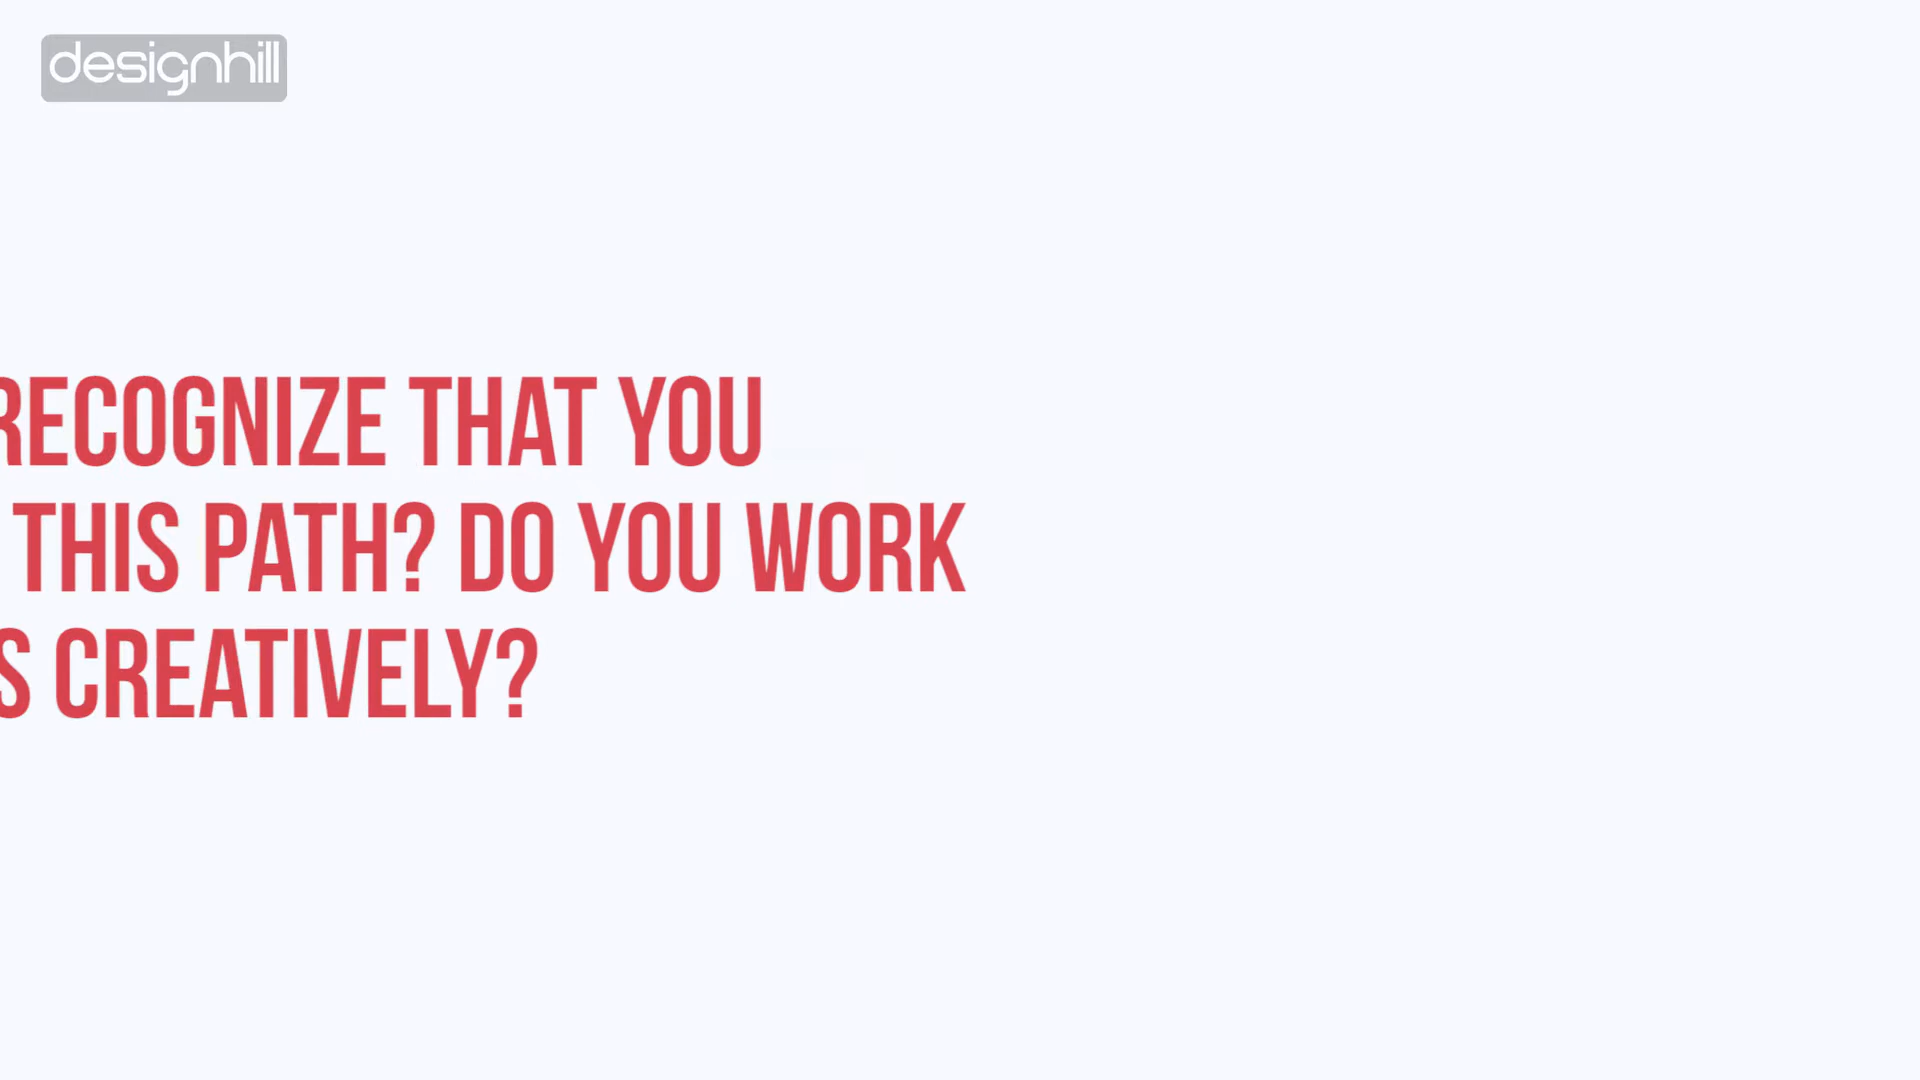 designhill
RECOGNIZE THAT YOU
THIS PATH? DO YOU WORK
S CREATIVELY?